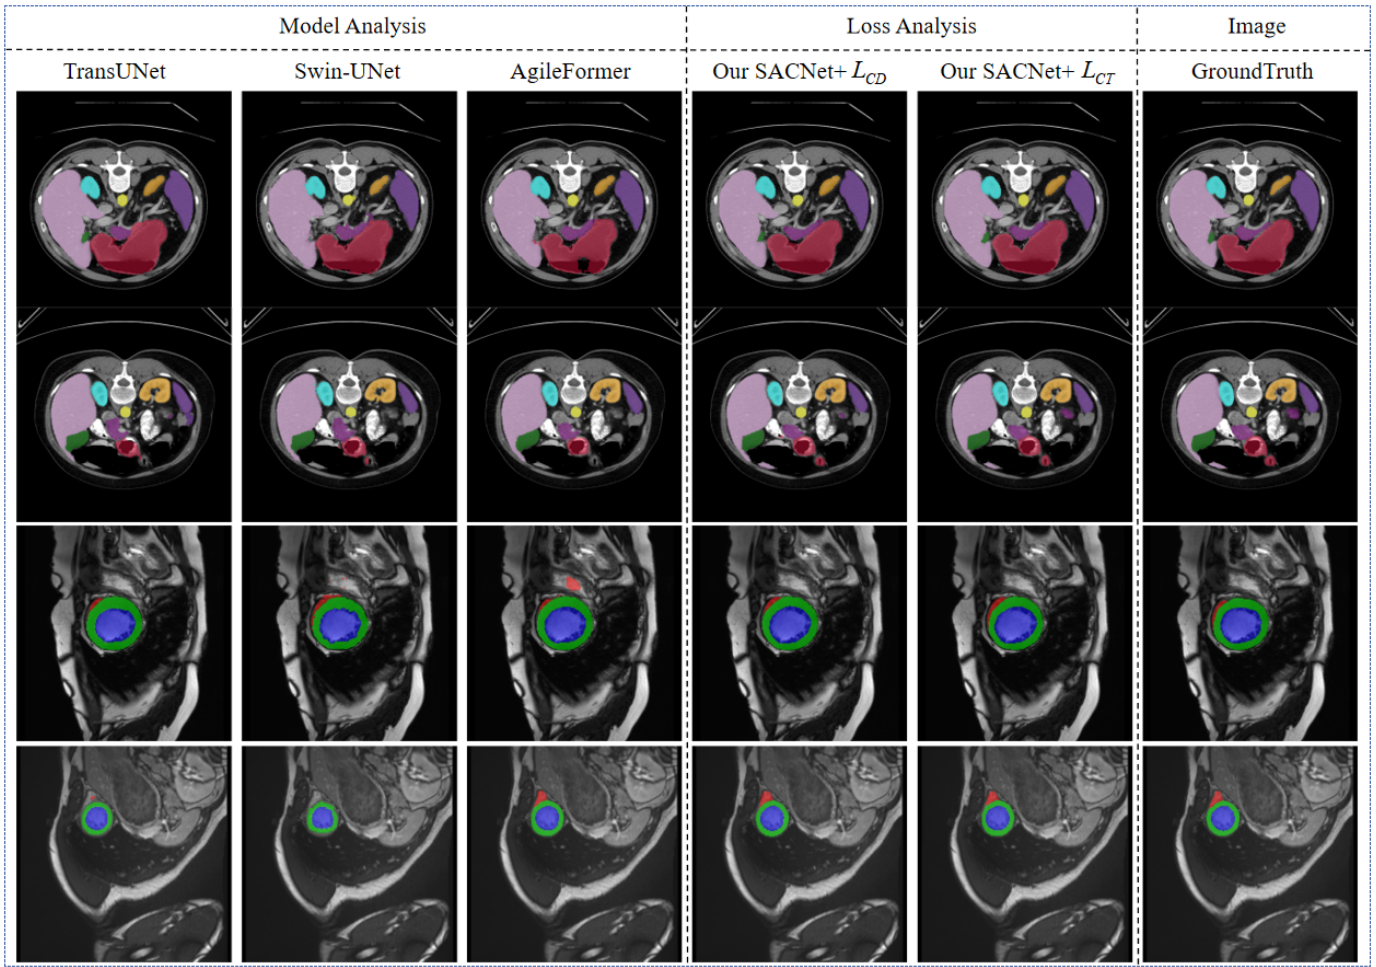 Model Analysis Loss Analysis Image
TransUNet Swin-UNet AgileFormer Our SACNet+ L_CD Our SACNet+ L_CT GroundTruth